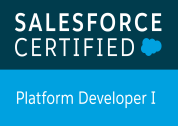 SALESFORCE
CERTIFIED
Platform Developer I